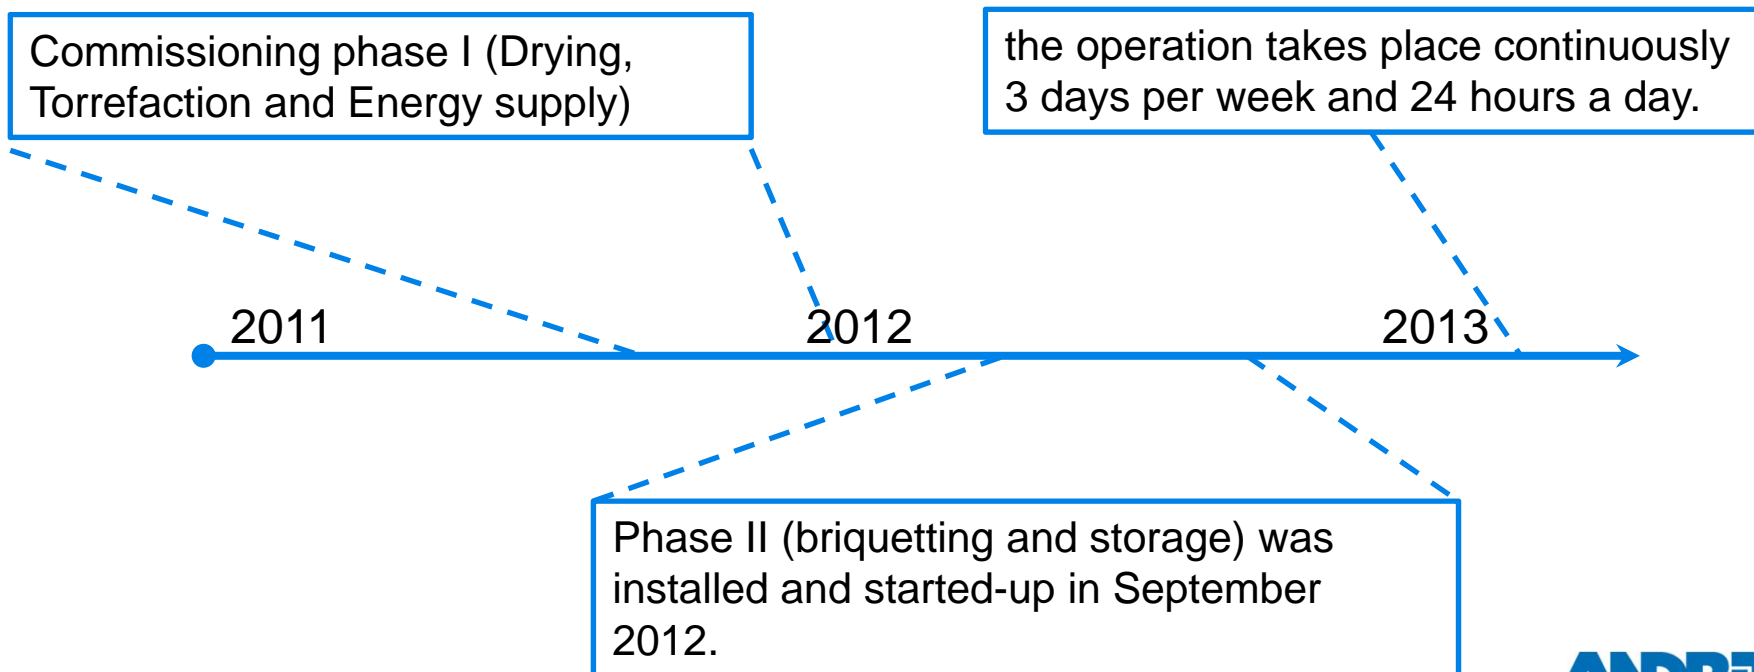 Commissioning phase I (Drying,
Torrefaction and Energy supply)
the operation takes place continuously
3 days per week and 24 hours a day.
2011
2012
2013
Phase II (briquetting and storage) was
installed and started-up in September
2012.